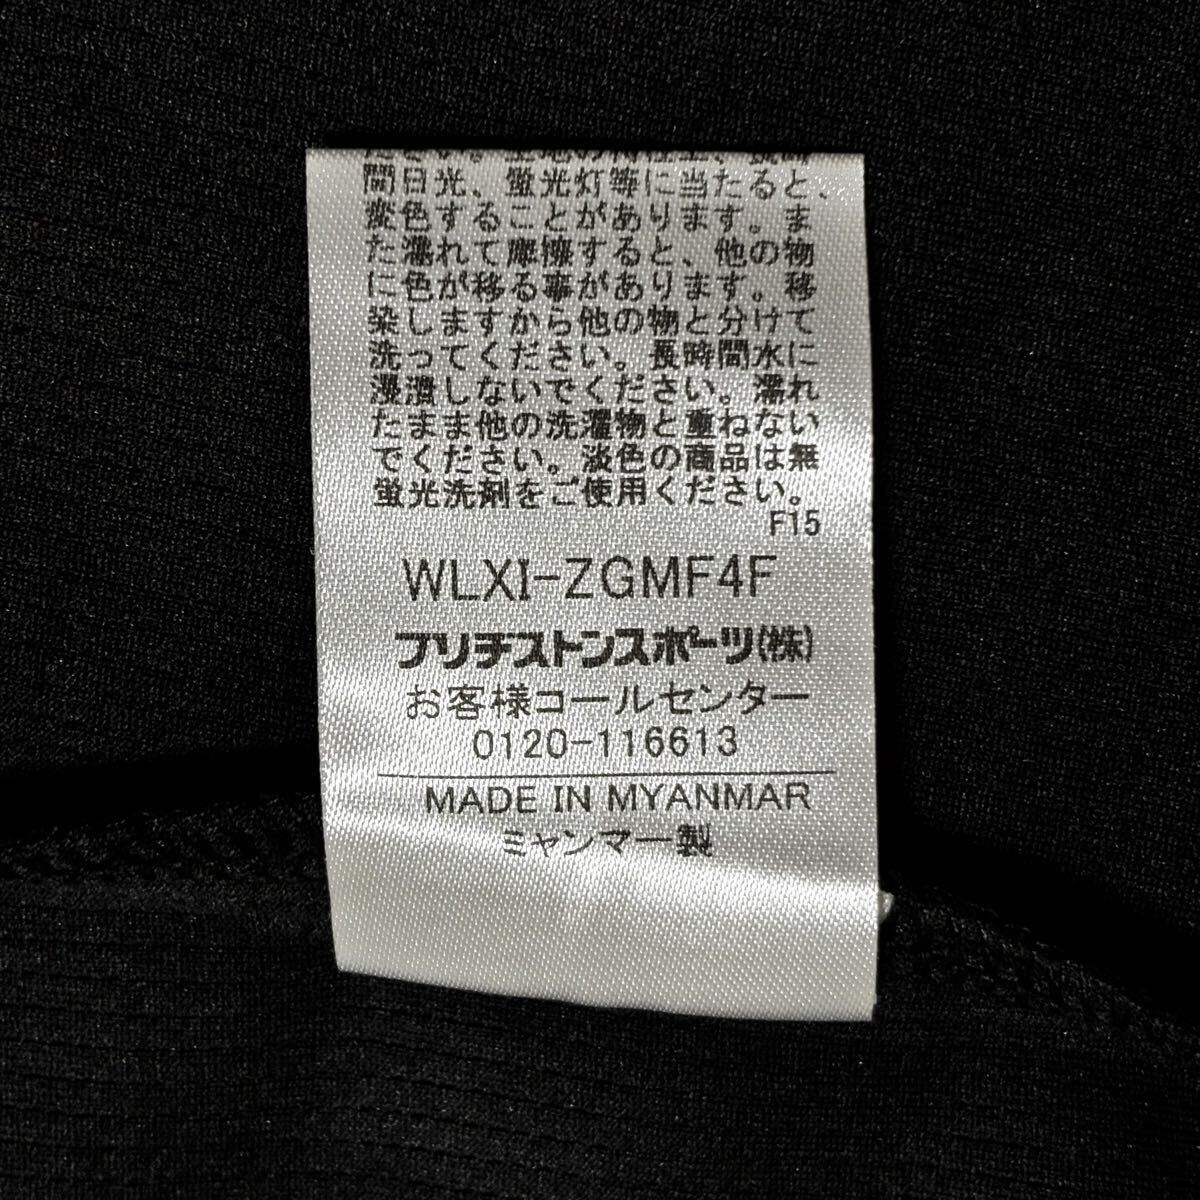 間日光、蛍光灯等に当たると、
変色することがあります。ま
た濡れて摩擦すると、他の物
に色が移る事があります。移
染しますから他の物と分けて
洗ってください。長時間水に
浸漬しないでください。濡れ
たまま他の洗濯物と重ねない
でください。淡色の商品は無
蛍光洗剤をご使用ください。
F15
WLXI-ZGMF4F
ブリヂストンスポーツ(株)
お客様コールセンター
0120-116613
MADE IN MYANMAR
ミャンマー製